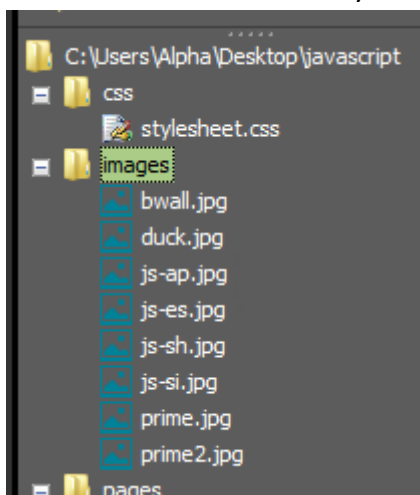 C:\Users\Alpha\Desktop\javascript
css
stylesheet.css
images
bwall.jpg
duck.jpg
js-ap.jpg
js-es.jpg
js-sh.jpg
js-si.jpg
prime.jpg
prime2.jpg
pages